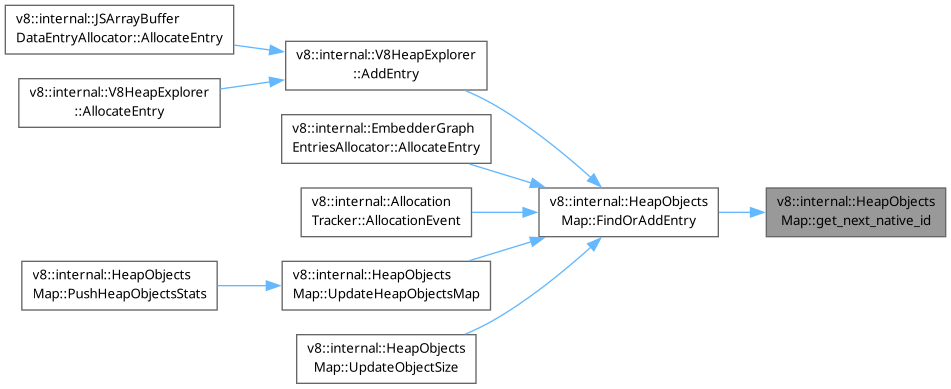 v8::internal::JSArrayBuffer
DataEntryAllocator::AllocateEntry
v8::internal::V8HeapExplorer
::AllocateEntry
v8::internal::V8HeapExplorer
::AddEntry
v8::internal::EmbedderGraph
EntriesAllocator::AllocateEntry
v8::internal::Allocation
Tracker::AllocationEvent
v8::internal::HeapObjects
Map::PushHeapObjectsStats
v8::internal::HeapObjects
Map::UpdateHeapObjectsMap
v8::internal::HeapObjects
Map::UpdateObjectSize
v8::internal::HeapObjects
Map::FindOrAddEntry
v8::internal::HeapObjects
Map::get_next_native_id